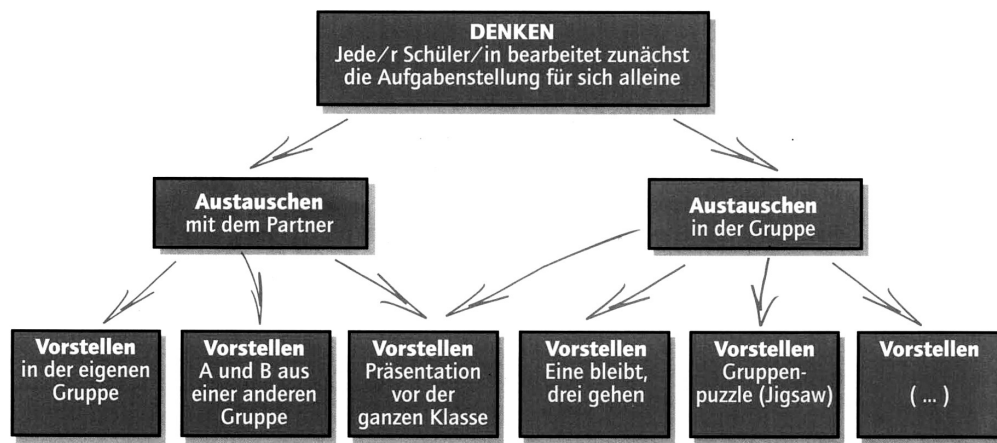 DENKEN
Jede/r Schüler/in bearbeitet zunächst
die Aufgabenstellung für sich alleine
Austauschen
mit dem Partner
Austauschen
in der Gruppe
Vorstellen
in der eigenen
Gruppe
Vorstellen
A und B aus
einer anderen
Gruppe
Vorstellen
Präsentation
vor der
ganzen Klasse
Vorstellen
Eine bleibt,
drei gehen
Vorstellen
Gruppen-
puzzle (Jigsaw)
Vorstellen
( ... )